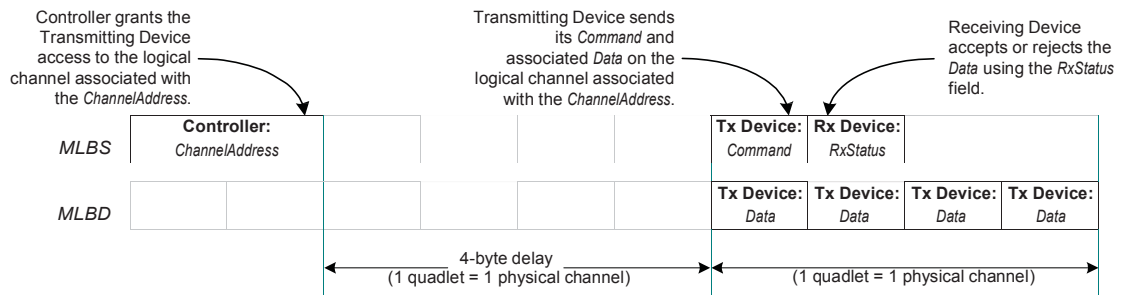 Controller grants the
Transmitting Device
access to the logical
channel associated with
the ChannelAddress.
Transmitting Device sends
its Command and
associated Data on the
logical channel associated
with the ChannelAddress.
Receiving Device
accepts or rejects the
Data using the RxStatus
field.
MLBS
Controller:
ChannelAddress
Tx Device:
Command
Rx Device:
RxStatus
MLBD
Tx Device:
Data
Tx Device:
Data
Tx Device:
Data
Tx Device:
Data
4-byte delay
(1 quadlet = 1 physical channel)
(1 quadlet = 1 physical channel)